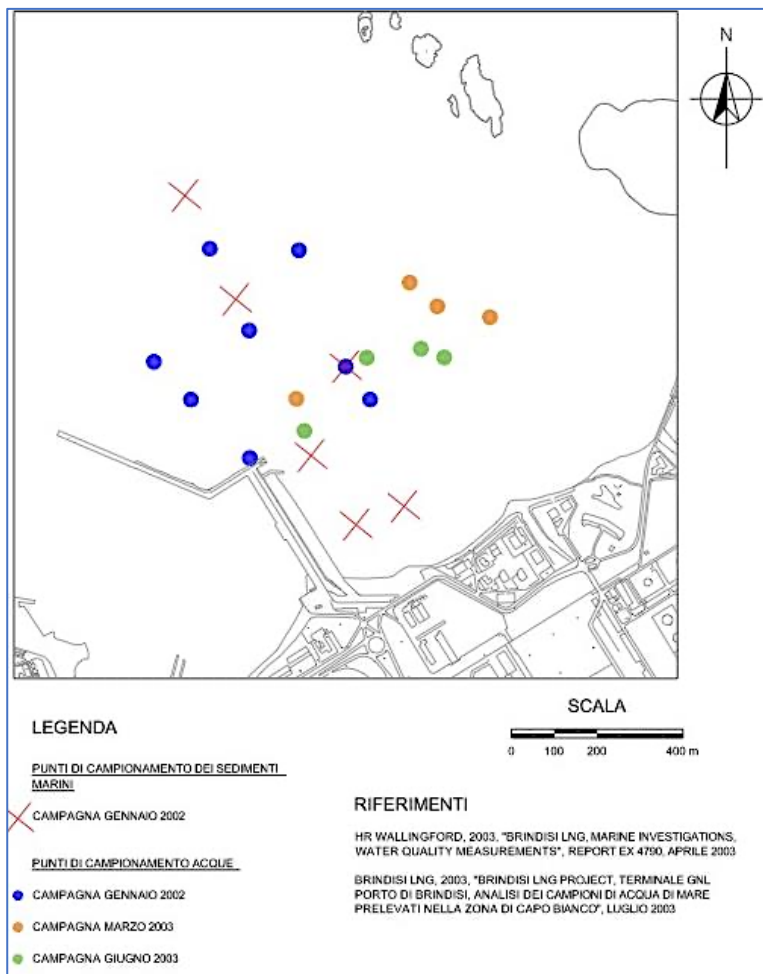 N
SCALA
0 100 200 400 m
LEGENDA
PUNTI DI CAMPIONAMENTO DEI SEDIMENTI
MARINI
CAMPAGNA GENNAIO 2002
PUNTI DI CAMPIONAMENTO ACQUE
CAMPAGNA GENNAIO 2002
CAMPAGNA MARZO 2003
CAMPAGNA GIUGNO 2003
RIFERIMENTI
HR WALLINGFORD, 2003, "BRINDISI LNG, MARINE INVESTIGATIONS,
WATER QUALITY MEASUREMENTS", REPORT EX 4790, APRILE 2003
BRINDISI LNG, 2003, "BRINDISI LNG PROJECT, TERMINALE GNL
PORTO DI BRINDISI, ANALISI DEI CAMPIONI DI ACQUA DI MARE
PRELEVATI NELLA ZONA DI CAPO BIANCO", LUGLIO 2003